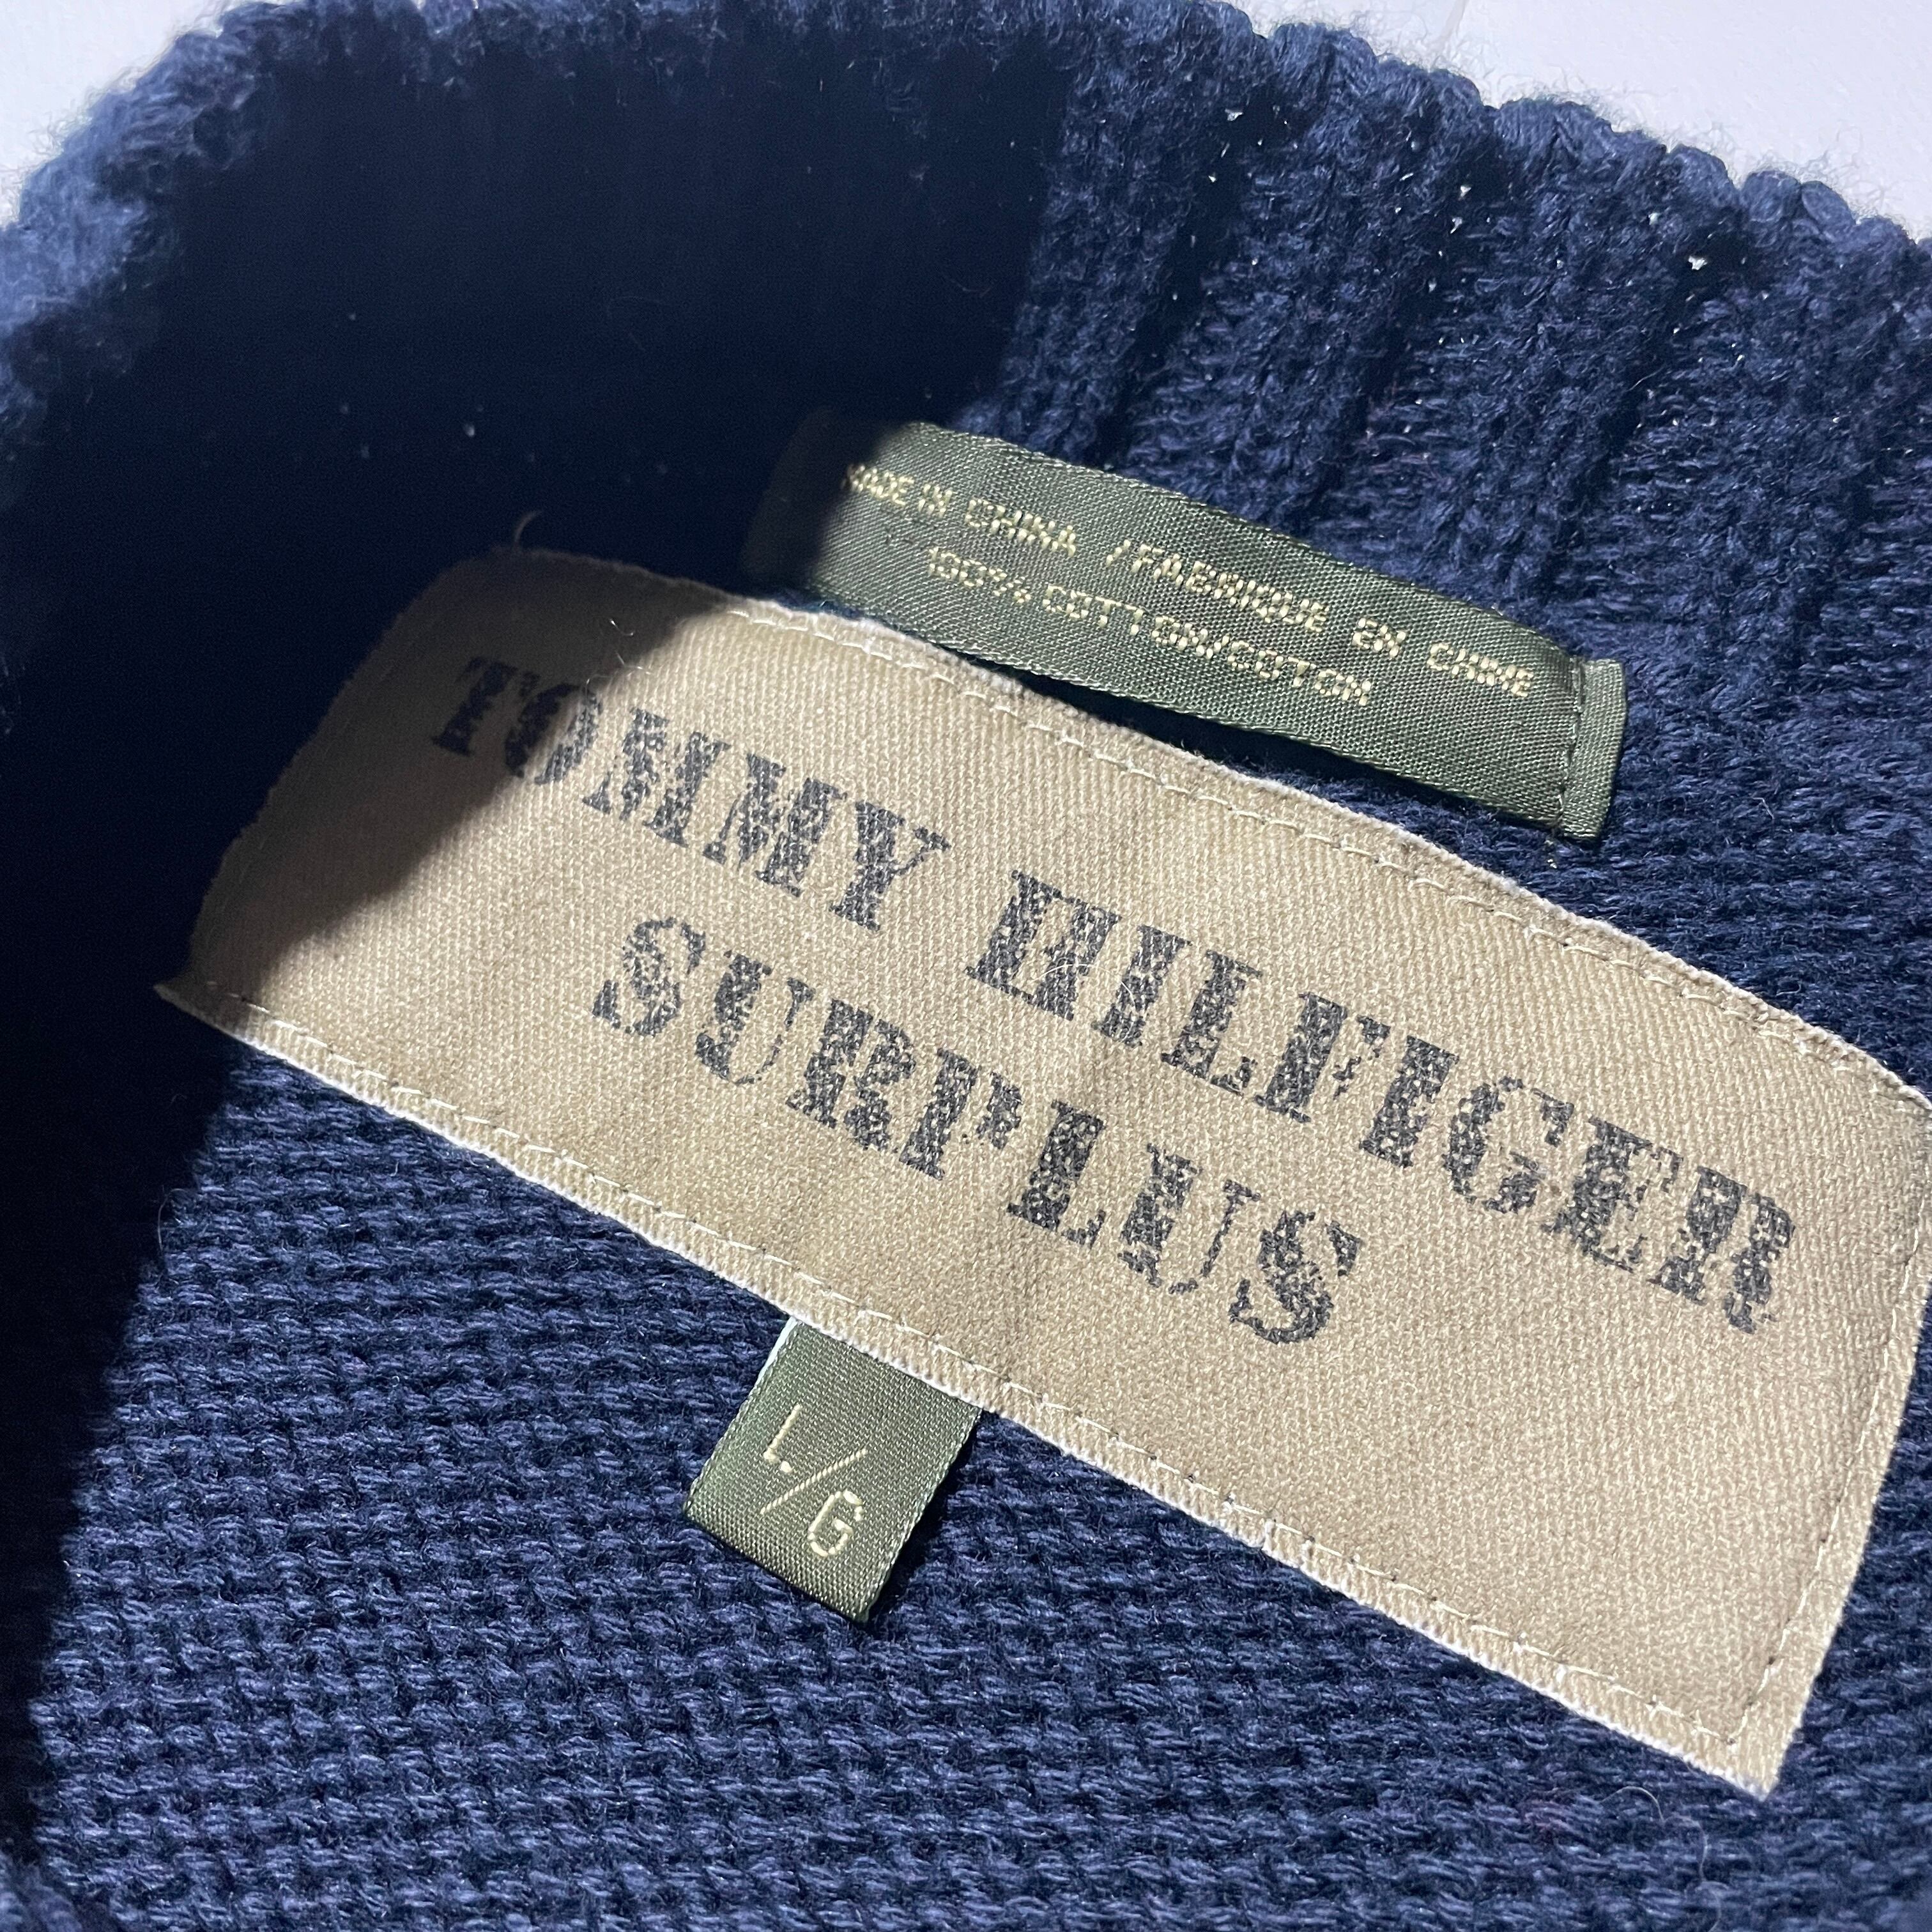 MADE IN CHINA / FABRIQUE EN CHINE
100% COTTON/COTON
TOMMY HILFIGER
SURPLUS
L/G